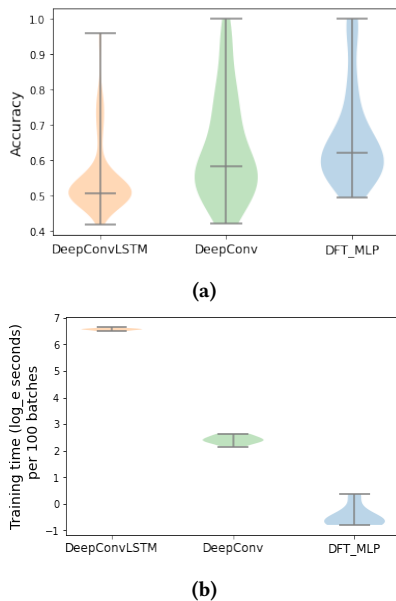 1.0
0.9
0.8
0.7
0.6
0.5
0.4
Accuracy
DeepConvLSTM DeepConv DFT_MLP
(a)
7
6
5
4
3
2
1
0
−1
Training time (log_e seconds)
per 100 batches
DeepConvLSTM DeepConv DFT_MLP
(b)